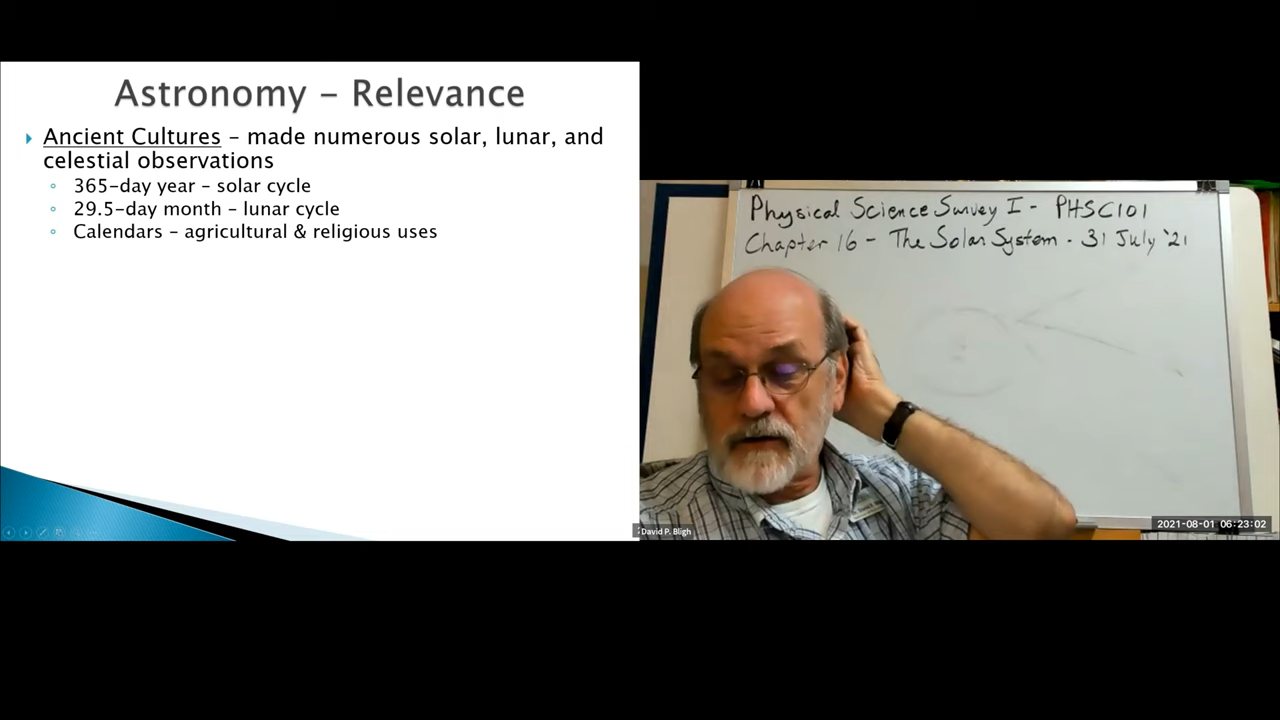 Astronomy – Relevance
Ancient Cultures – made numerous solar, lunar, and
celestial observations
365-day year – solar cycle
29.5-day month – lunar cycle
Calendars – agricultural & religious uses
Physical Science Survey I - PHSC101
Chapter 16 - The Solar System - 31 July '21
2021-08-01 06:23:02
David P. Bligh